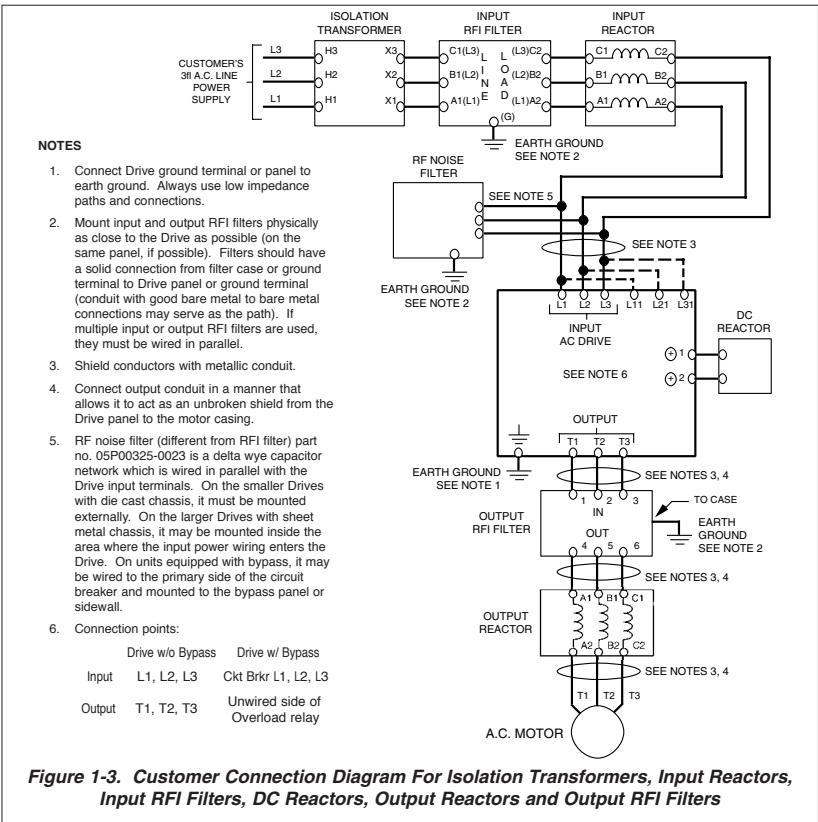 ISOLATION
TRANSFORMER
INPUT
RFI FILTER
INPUT
REACTOR
CUSTOMER'S
3fl A.C. LINE
POWER
SUPPLY
L3
L2
L1
H3
H2
H1
X3
X2
X1
C1(L3)
B1(L2)
A1(L1)
LINE
LOAD
(L3)C2
(L2)B2
(L1)A2
(G)
C1 C2
B1 B2
A1 A2
EARTH GROUND
SEE NOTE 2
RF NOISE
FILTER
SEE NOTE 5
SEE NOTE 3
EARTH GROUND
SEE NOTE 2
L1 L2 L3 L11 L21 L31
INPUT
AC DRIVE
SEE NOTE 6
DC
REACTOR
+ 1
+ 2
OUTPUT
T1 T2 T3
EARTH GROUND
SEE NOTE 1
SEE NOTES 3, 4
1 2 3
IN
OUTPUT
RFI FILTER
OUT
4 5 6
TO CASE
EARTH
GROUND
SEE NOTE 2
SEE NOTES 3, 4
A1 B1 C1
OUTPUT
REACTOR
A2 B2 C2
SEE NOTES 3, 4
T1 T2 T3
A.C. MOTOR
NOTES
1. Connect Drive ground terminal or panel to
earth ground. Always use low impedance
paths and connections.
2. Mount input and output RFI filters physically
as close to the Drive as possible (on the
same panel, if possible). Filters should have
a solid connection from filter case or ground
terminal to Drive panel or ground terminal
(conduit with good bare metal to bare metal
connections may serve as the path). If
multiple input or output RFI filters are used,
they must be wired in parallel.
3. Shield conductors with metallic conduit.
4. Connect output conduit in a manner that
allows it to act as an unbroken shield from the
Drive panel to the motor casing.
5. RF noise filter (different from RFI filter) part
no. 05P00325-0023 is a delta wye capacitor
network which is wired in parallel with the
Drive input terminals. On the smaller Drives
with die cast chassis, it must be mounted
externally. On the larger Drives with sheet
metal chassis, it may be mounted inside the
area where the input power wiring enters the
Drive. On units equipped with bypass, it may
be wired to the primary side of the circuit
breaker and mounted to the bypass panel or
sidewall.
6. Connection points:
Drive w/o Bypass Drive w/ Bypass
Input L1, L2, L3 Ckt Brkr L1, L2, L3
Output T1, T2, T3 Unwired side of
Overload relay
Figure 1-3. Customer Connection Diagram For Isolation Transformers, Input Reactors,
Input RFI Filters, DC Reactors, Output Reactors and Output RFI Filters